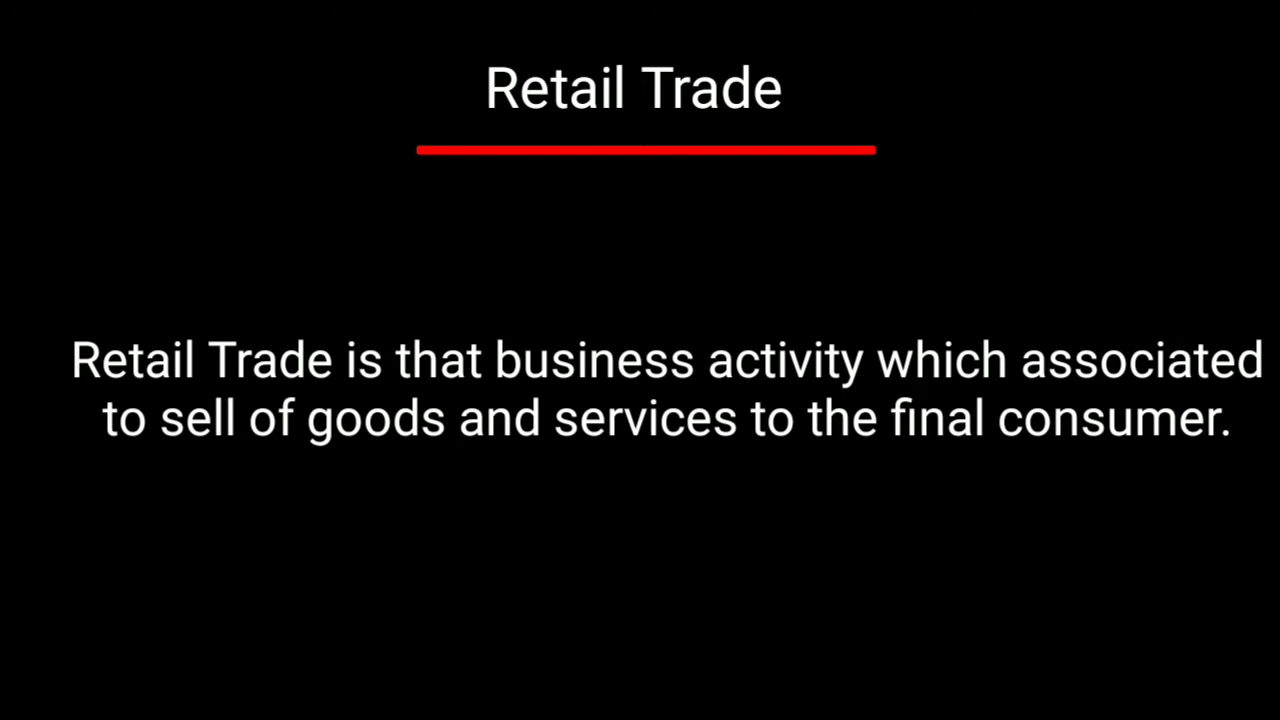 Retail Trade
Retail Trade is that business activity which associated
to sell of goods and services to the final consumer.